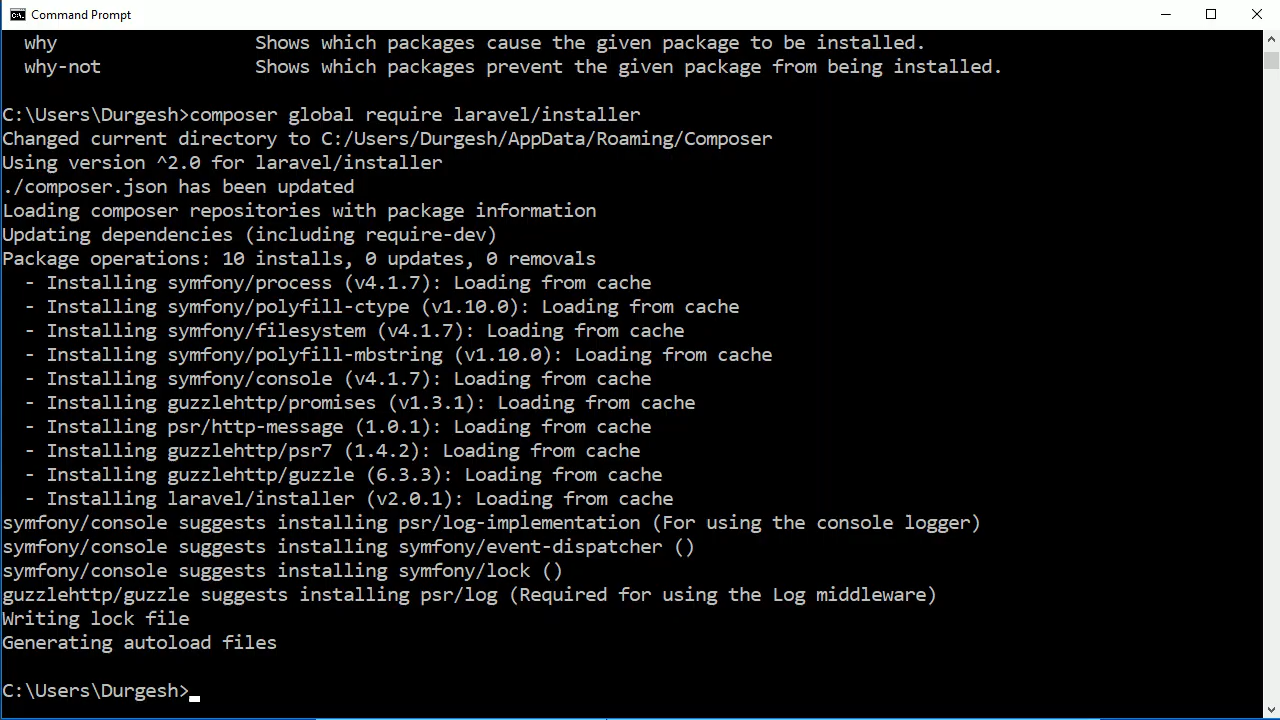 Command Prompt
why                  Shows which packages cause the given package to be installed.
why-not              Shows which packages prevent the given package from being installed.
C:\Users\Durgesh>composer global require laravel/installer
Changed current directory to C:/Users/Durgesh/AppData/Roaming/Composer
Using version ^2.0 for laravel/installer
./composer.json has been updated
Loading composer repositories with package information
Updating dependencies (including require-dev)
Package operations: 10 installs, 0 updates, 0 removals
  - Installing symfony/process (v4.1.7): Loading from cache
  - Installing symfony/polyfill-ctype (v1.10.0): Loading from cache
  - Installing symfony/filesystem (v4.1.7): Loading from cache
  - Installing symfony/polyfill-mbstring (v1.10.0): Loading from cache
  - Installing symfony/console (v4.1.7): Loading from cache
  - Installing guzzlehttp/promises (v1.3.1): Loading from cache
  - Installing psr/http-message (1.0.1): Loading from cache
  - Installing guzzlehttp/psr7 (1.4.2): Loading from cache
  - Installing guzzlehttp/guzzle (6.3.3): Loading from cache
  - Installing laravel/installer (v2.0.1): Loading from cache
symfony/console suggests installing psr/log-implementation (For using the console logger)
symfony/console suggests installing symfony/event-dispatcher ()
symfony/console suggests installing symfony/lock ()
guzzlehttp/guzzle suggests installing psr/log (Required for using the Log middleware)
Writing lock file
Generating autoload files
C:\Users\Durgesh>